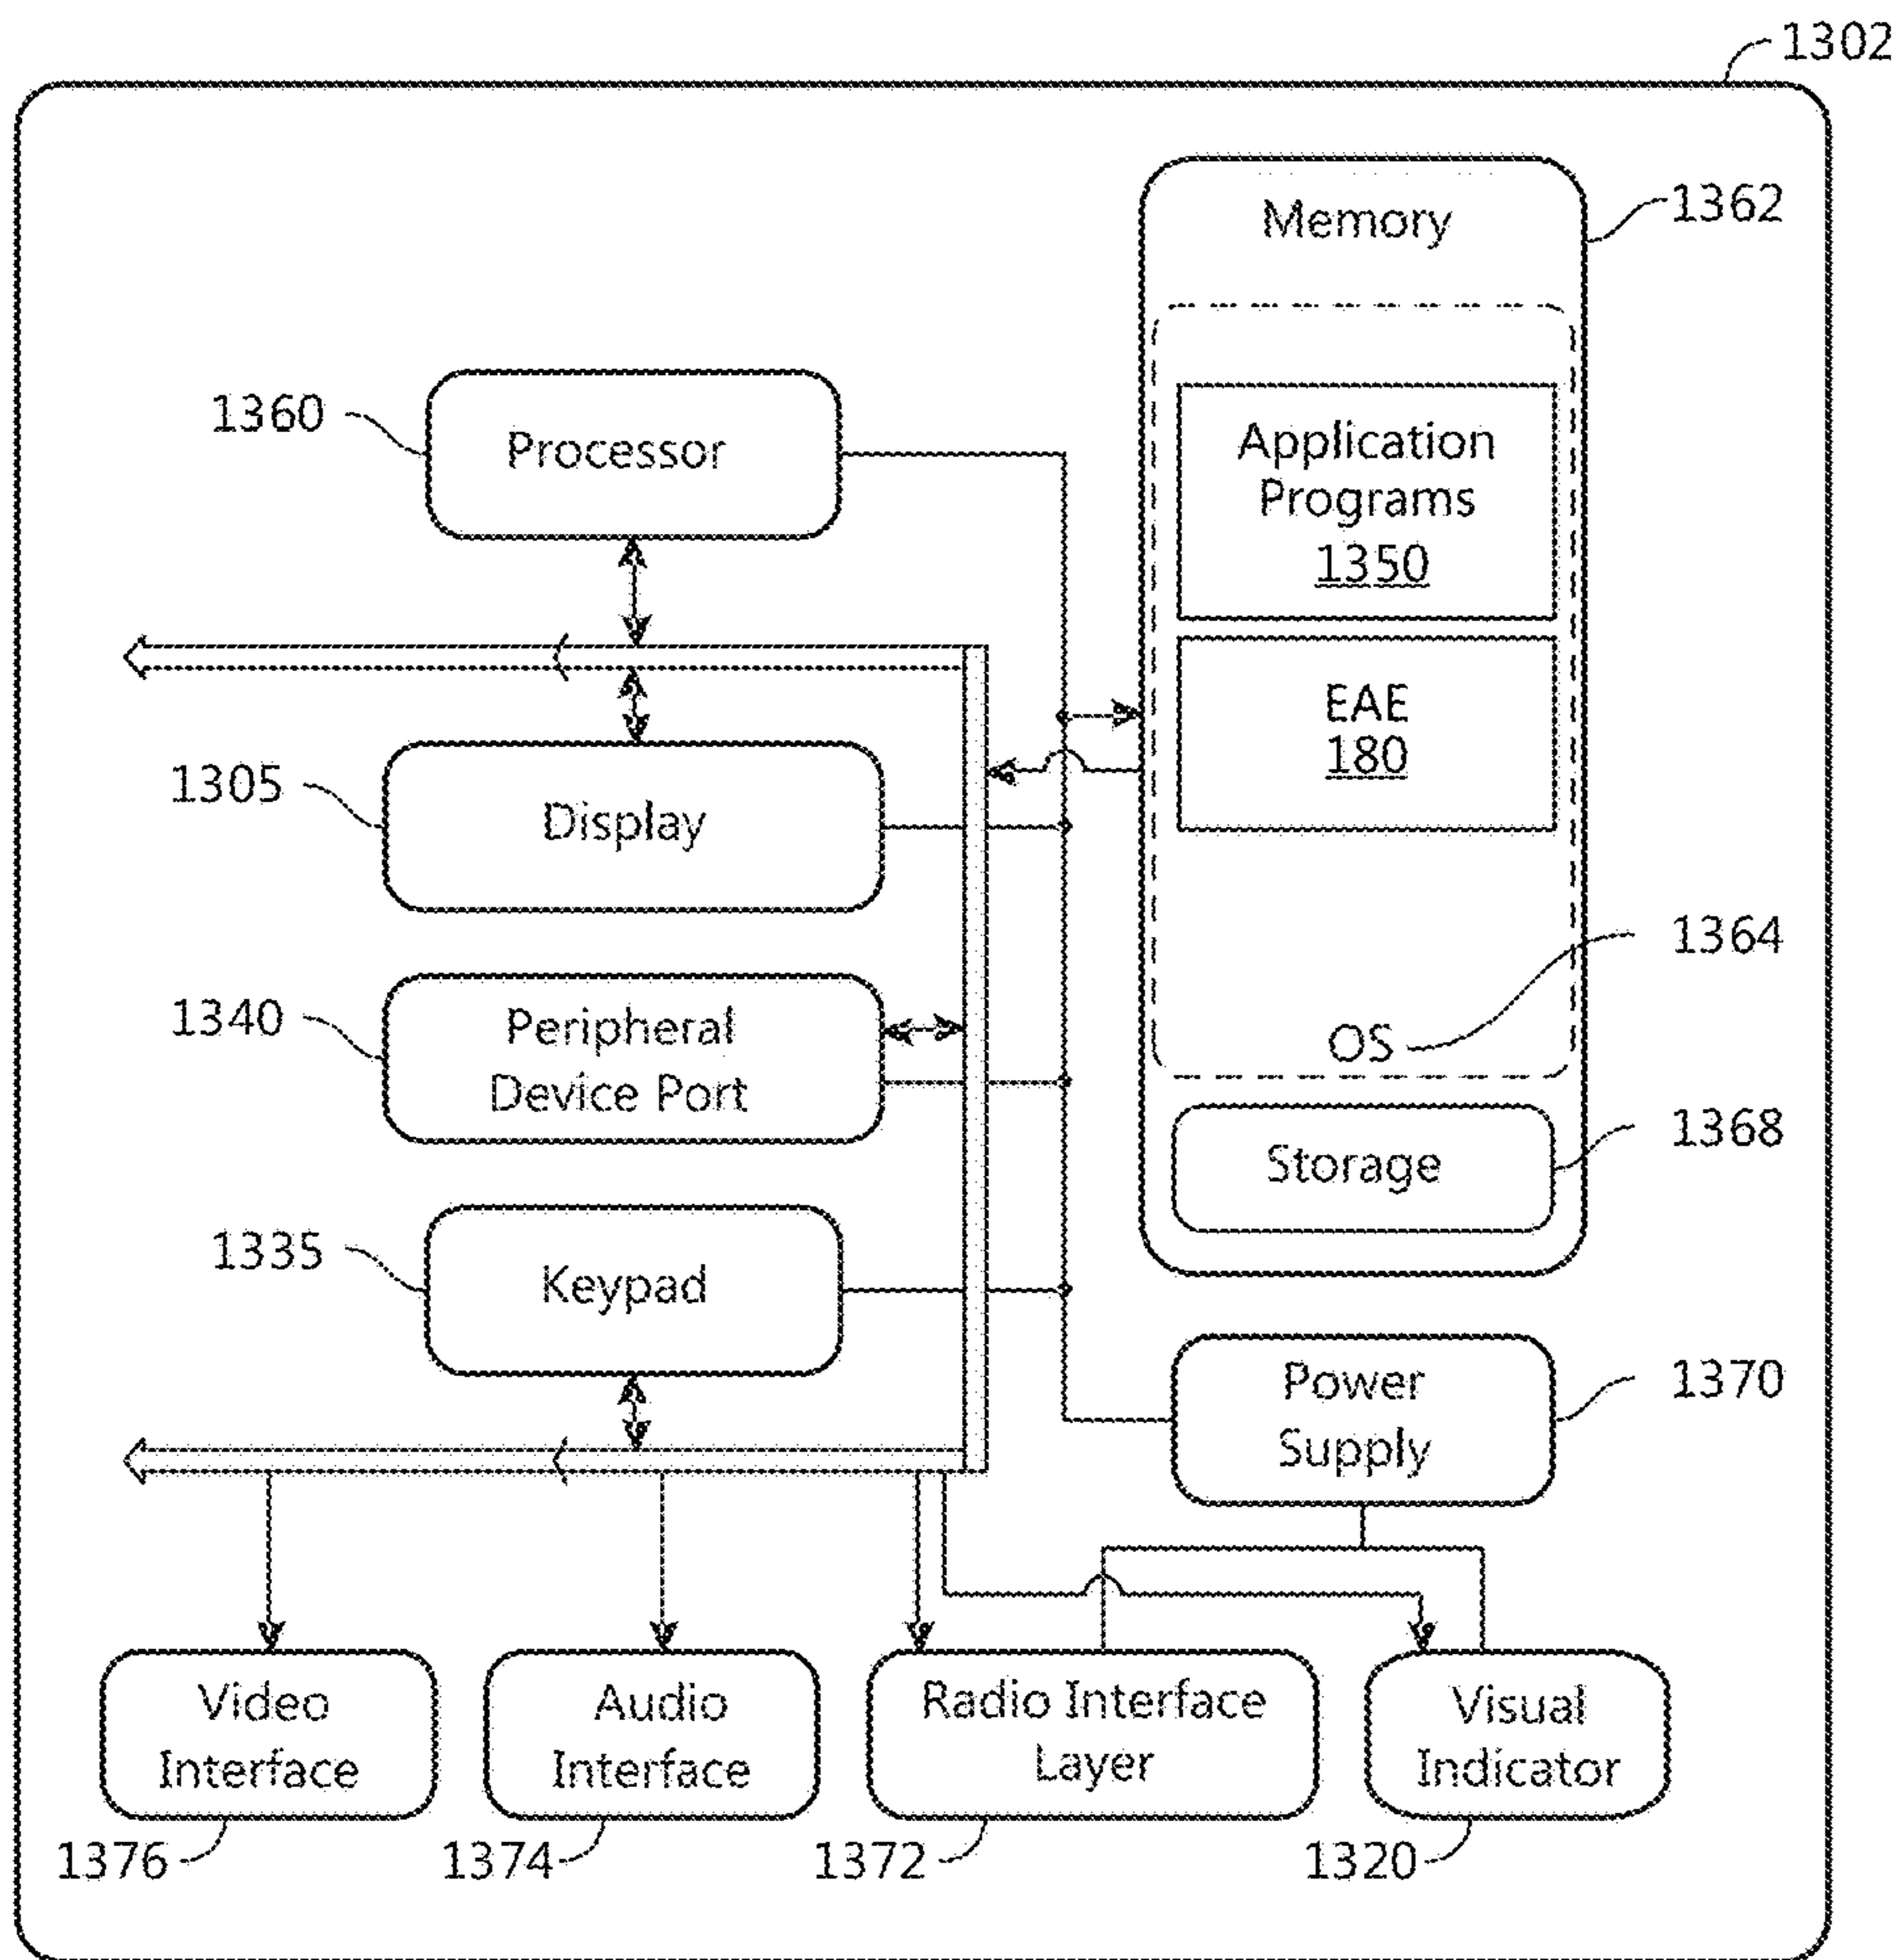 1302
Memory
1362
Application
Programs
1350
1360
Processor
EAE
180
1305
Display
1364
1340
Peripheral
Device Port
OS
1368
Storage
1335
Keypad
Power
Supply
1370
Video
Interface
Audio
Interface
Radio Interface
Layer
Visual
Indicator
1376
1374
1372
1320